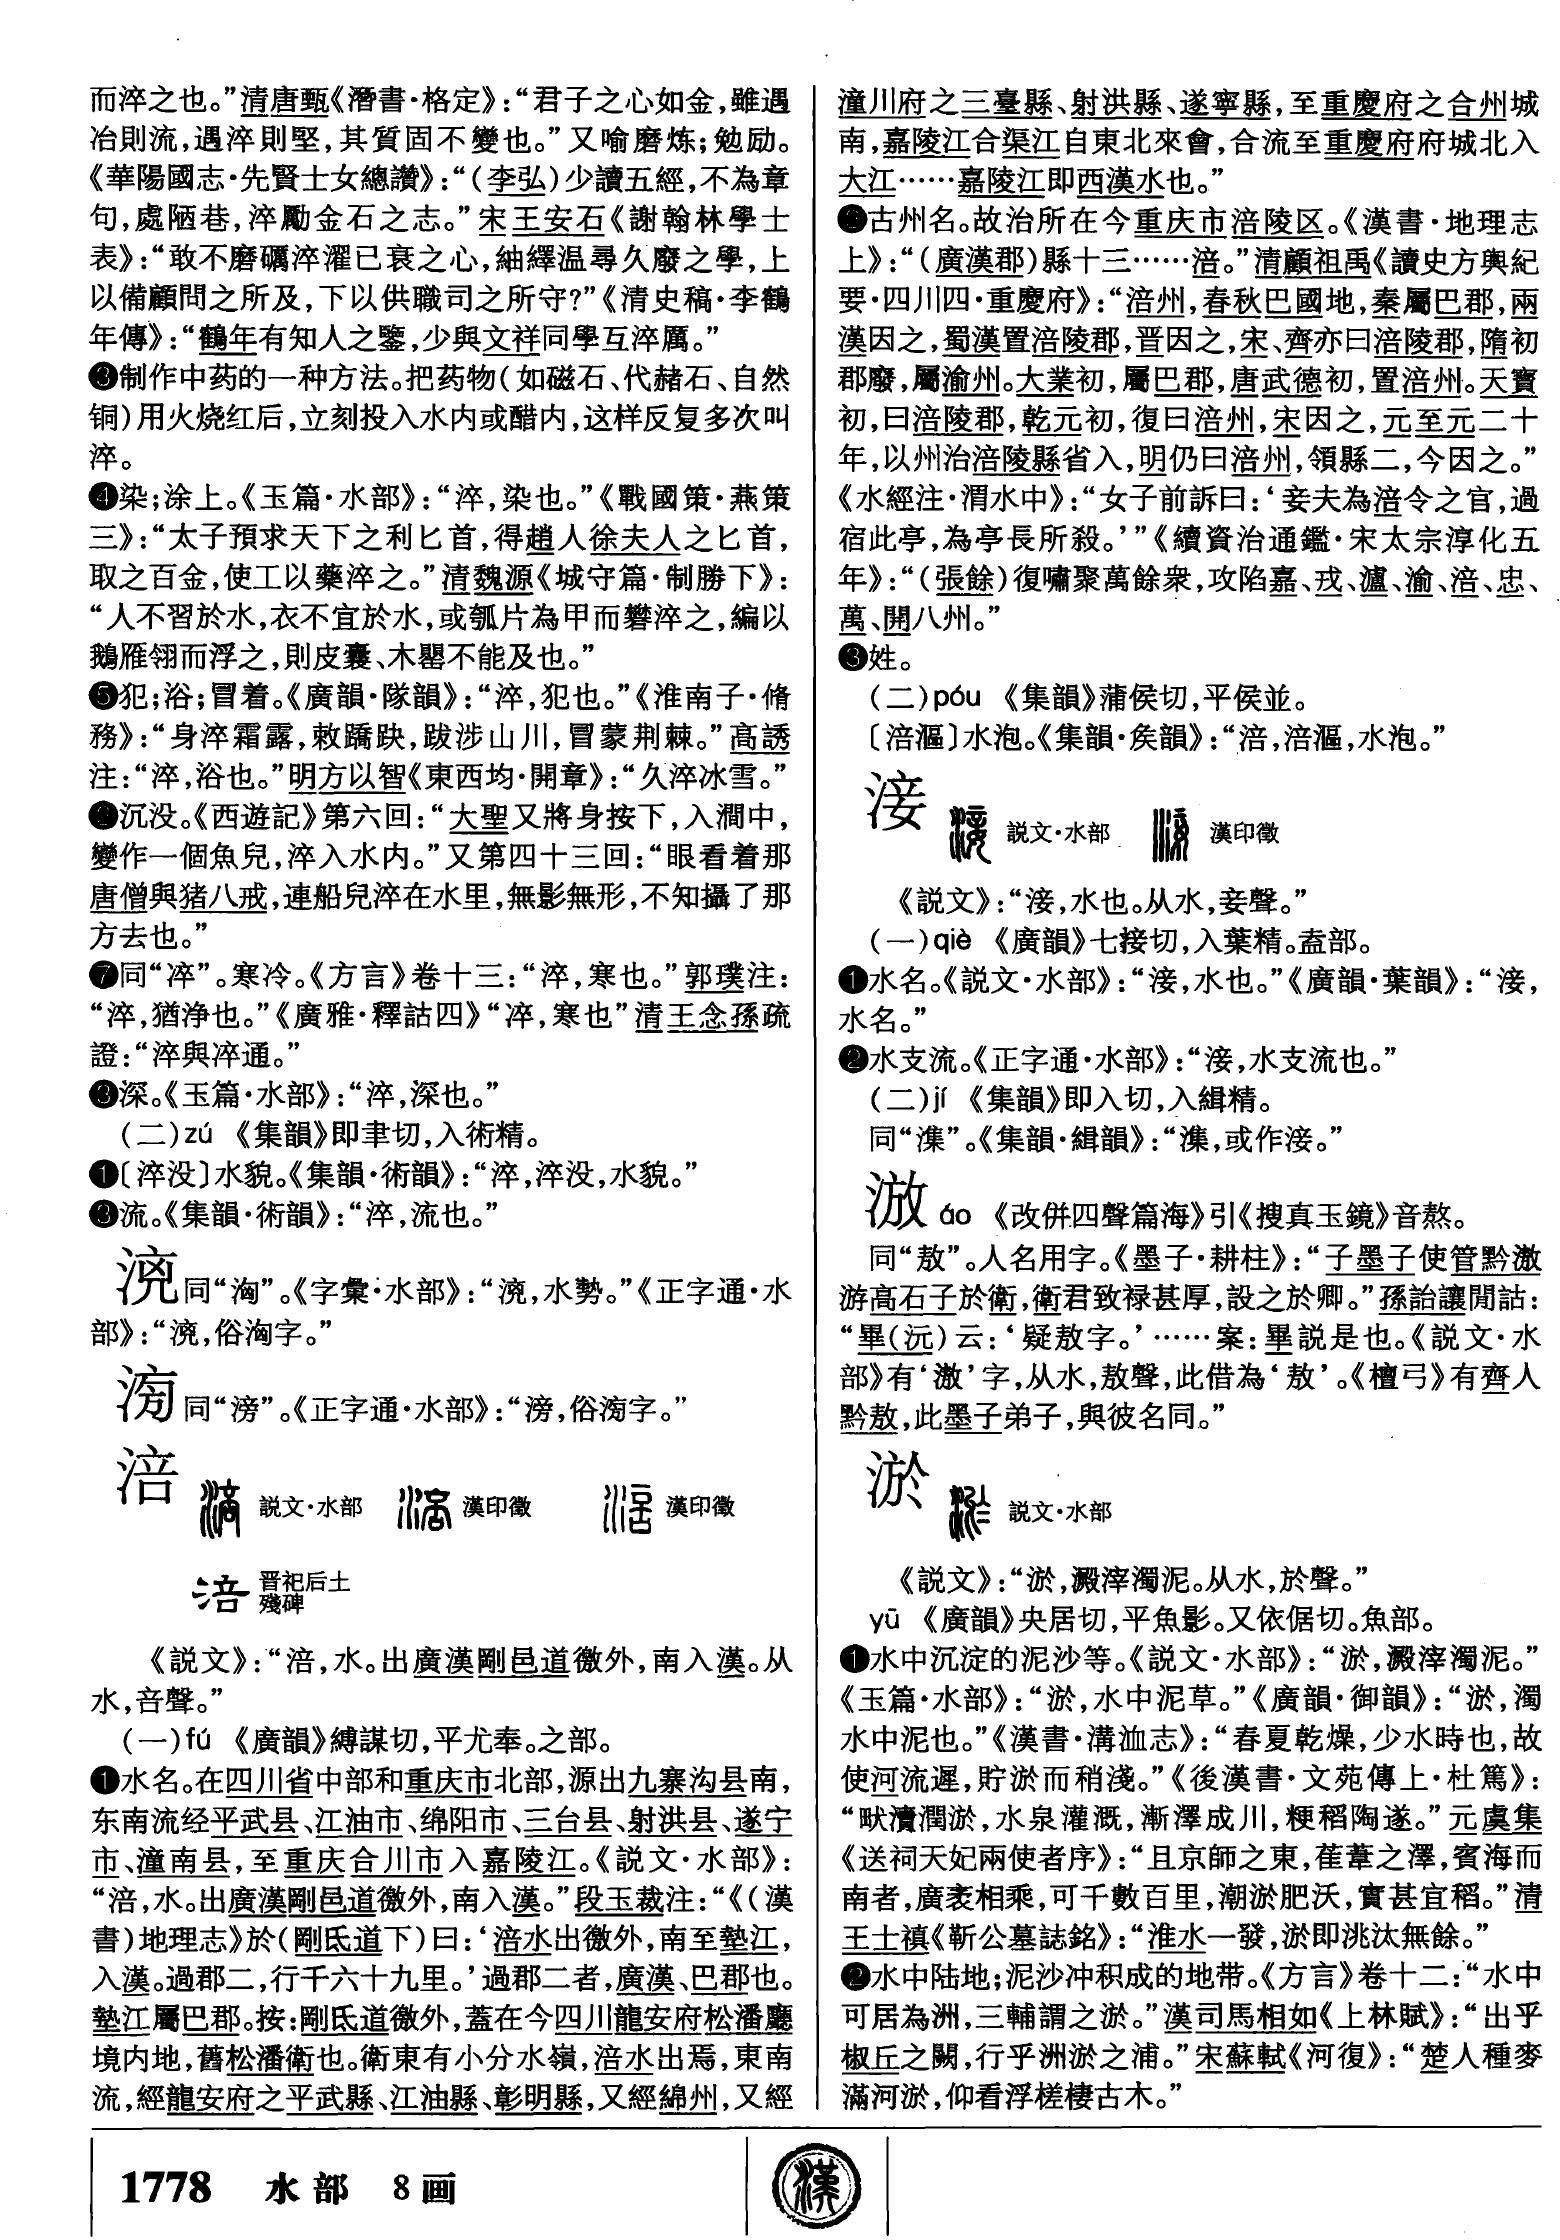 而淬之也。”清唐甄《潛書·格定》：“君子之心如金，雖遇
冶則流，遇淬則堅，其質固不變也。”又喻磨炼；勉励。
《華陽國志·先賢士女總讚》：“（李弘）少讀五經，不為章
句，處陋巷，淬勵金石之志。”宋王安石《謝翰林學士
表》：“敢不磨礪淬濯已衰之心，紬繹温尋久廢之學，上
以備顧問之所及，下以供職司之所守？”《清史稿·李鶴
年傳》：“鶴年有知人之鑒，少與文祥同學互淬厲。”
❸制作中药的一种方法。把药物（如磁石、代赭石、自然
铜）用火烧红后，立刻投入水内或醋内，这样反复多次叫
淬。
❹染；涂上。《玉篇·水部》：“淬，染也。”《戰國策·燕策
三》：“太子預求天下之利匕首，得趙人徐夫人之匕首，
取之百金，使工以藥淬之。”清魏源《城守篇·制勝下》：
“人不習於水，衣不宜於水，或瓠片為甲而礬淬之，編以
鵝雁翎而浮之，則皮囊、木罌不能及也。”
❺犯；浴；冒着。《廣韻·隊韻》：“淬，犯也。”《淮南子·脩
務》：“身淬霜露，敕蹻趹，跋涉山川，冒蒙荆棘。”高誘
注：“淬，浴也。”明方以智《東西均·開章》：“久淬冰雪。”
❻沉没。《西遊記》第六回：“大聖又將身按下，入澗中，
變作一個魚兒，淬入水内。”又第四十三回：“眼看着那
唐僧與猪八戒，連船兒淬在水里，無影無形，不知攝了那
方去也。”
❼同“凉”。寒冷。《方言》卷十三：“淬，寒也。”郭璞注：
“淬，猶浄也。”《廣雅·釋詁四》“凗，寒也”清王念孫疏
證：“淬與凗通。”
❽深。《玉篇·水部》：“淬，深也。”
（二）zú 《集韻》即聿切，入術精。
❶〔淬没〕水貌。《集韻·術韻》：“淬，淬没，水貌。”
❷流。《集韻·術韻》：“淬，流也。”
同“洶”。《字彙·水部》：“，水勢。”《正字通·水
部》：“，俗洶字。”
同“滂”。《正字通·水部》：“滂，俗字。”
涪 説文·水部 漢印徵 漢印徵
涪 晋祀后土
殘碑
《説文》：“涪，水。出廣漢剛邑道徼外，南入漢。从
水，咅聲。”
（一）fú 《廣韻》縛謀切，平尤奉。之部。
❶水名。在四川省中部和重庆市北部，源出九寨沟县南，
东南流经平武县、江油市、绵阳市、三台县、射洪县、遂宁
市、潼南县，至重庆合川市入嘉陵江。《説文·水部》：
“涪，水。出廣漢剛邑道徼外，南入漢。”段玉裁注：“《（漢
書）地理志》於（剛氐道下）曰：‘涪水出徼外，南至墊江，
入漢。過郡二，行千六十九里。’過郡二者，廣漢、巴郡也。
墊江屬巴郡。按：剛氐道徼外，蓋在今四川龍安府松潘廳
境内地，舊松潘衛也。衛東有小分水嶺，涪水出焉，東南
流，經龍安府之平武縣、江油縣、彰明縣，又經綿州，又經
潼川府之三臺縣、射洪縣、遂寧縣，至重慶府之合州城
南，嘉陵江合渠江自東北來會，合流至重慶府府城北入
大江……嘉陵江即西漢水也。”
❷古州名。故治所在今重庆市涪陵区。《漢書·地理志
上》：“（廣漢郡）縣十三……涪。”清顧祖禹《讀史方輿紀
要·四川四·重慶府》：“涪州，春秋巴國地，秦屬巴郡，兩
漢因之，蜀漢置涪陵郡，晋因之，宋、齊亦曰涪陵郡，隋初
郡廢，屬渝州。大業初，屬巴郡，唐武德初，置涪州。天寶
初，曰涪陵郡，乾元初，復曰涪州，宋因之，元至元二十
年，以州治涪陵縣省入，明仍曰涪州，領縣二，今因之。”
《水經注·渭水中》：“女子前訴曰：‘妾夫為涪令之官，過
宿此亭，為亭長所殺。’”《續資治通鑑·宋太宗淳化五
年》：“（張餘）復嘯聚萬餘衆，攻陷嘉、戎、瀘、渝、涪、忠、
萬、開八州。”
❸姓。
（二）póu 《集韻》蒲侯切，平侯並。
〔涪漚〕水泡。《集韻·矦韻》：“涪，涪漚，水泡。”
淁 説文·水部 漢印徵
《説文》：“淁，水也。从水，妾聲。”
（一）qiè 《廣韻》七接切，入葉精。盍部。
❶水名。《説文·水部》：“淁，水也。”《廣韻·葉韻》：“淁，
水名。”
❷水支流。《正字通·水部》：“淁，水支流也。”
（二）jí 《集韻》即入切，入緝精。
同“潗”。《集韻·緝韻》：“潗，或作淁。”
滶 áo 《改併四聲篇海》引《搜真玉鏡》音熬。
同“敖”。人名用字。《墨子·耕柱》：“子墨子使管黔滶
游高石子於衛，衛君致禄甚厚，設之於卿。”孫詒讓閒詁：
“畢（沅）云：‘疑敖字。’……案：畢説是也。《説文·水
部》有‘滶’字，从水，敖聲，此借為‘敖’。《檀弓》有齊人
黔敖，此墨子弟子，與彼名同。”
淤 説文·水部
《説文》：“淤，澱滓濁泥。从水，於聲。”
yū 《廣韻》央居切，平魚影。又依倨切。魚部。
❶水中沉淀的泥沙等。《説文·水部》：“淤，澱滓濁泥。”
《玉篇·水部》：“淤，水中泥草。”《廣韻·御韻》：“淤，濁
水中泥也。”《漢書·溝洫志》：“春夏乾燥，少水時也，故
使河流遲，貯淤而稍淺。”《後漢書·文苑傳上·杜篤》：
“畎瀆潤淤，水泉灌溉，漸澤成川，粳稻陶遂。”元虞集
《送祠天妃兩使者序》：“且京師之東，萑葦之澤，賓海而
南者，廣袤相乘，可千數百里，潮淤肥沃，實甚宜稻。”清
王士禛《靳公墓誌銘》：“淮水一發，淤即洮汰無餘。”
❷水中陆地；泥沙冲积成的地带。《方言》卷十二：“水中
可居為洲，三輔謂之淤。”漢司馬相如《上林賦》：“出乎
椒丘之闕，行乎洲淤之浦。”宋蘇軾《河復》：“楚人種麥
滿河淤，仰看浮槎棲古木。”
1778 水部 8画
漢